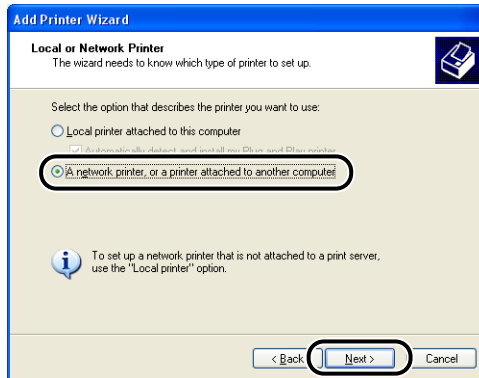 Add Printer Wizard
Local or Network Printer
The wizard needs to know which type of printer to set up.
Select the option that describes the printer you want to use:
Local printer attached to this computer
Automatically detect and install my Plug and Play printer
A network printer, or a printer attached to another computer
To set up a network printer that is not attached to a print server,
use the "Local printer" option.
< Back Next > Cancel